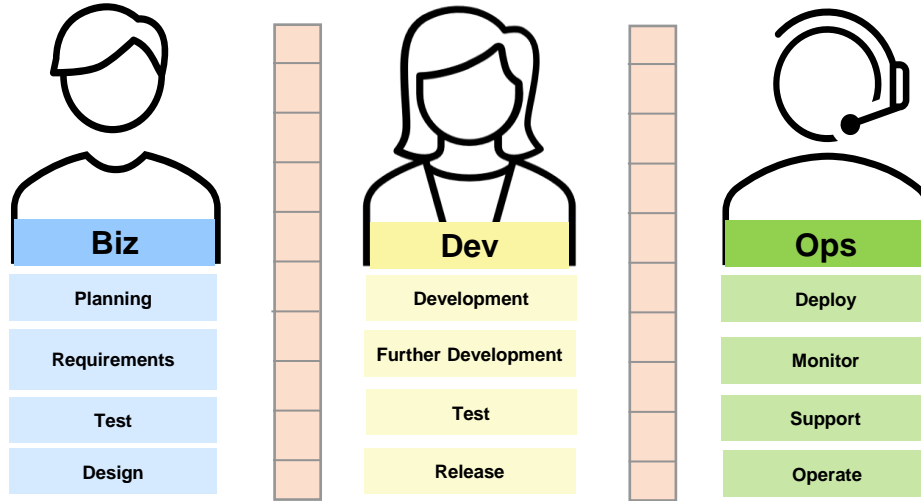 Biz
Planning
Requirements
Test
Design
Dev
Development
Further Development
Test
Release
Ops
Deploy
Monitor
Support
Operate